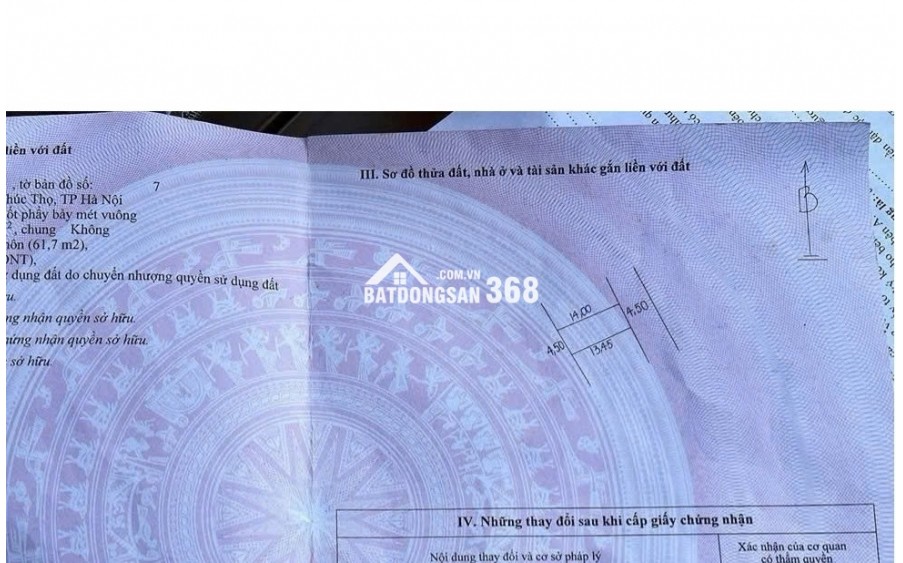 liền với đất
, tờ bản đồ số: 7
húc Thọ, TP Hà Nội
ốt phẩy bảy mét vuông
², chung Không
hôn (61,7 m2),
ONT),
dụng đất do chuyển nhượng quyền sử dụng đất
u.
ng nhận quyền sở hữu.
hứng nhận quyền sở hữu.
sở hữu.
III. Sơ đồ thửa đất, nhà ở và tài sản khác gắn liền với đất
B
.COM.VN
BATDONGSAN 368
14,00
4,50
4,50
13,45
IV. Những thay đổi sau khi cấp giấy chứng nhận
Nội dung thay đổi và cơ sở pháp lý
Xác nhận của cơ quan
có thẩm quyền